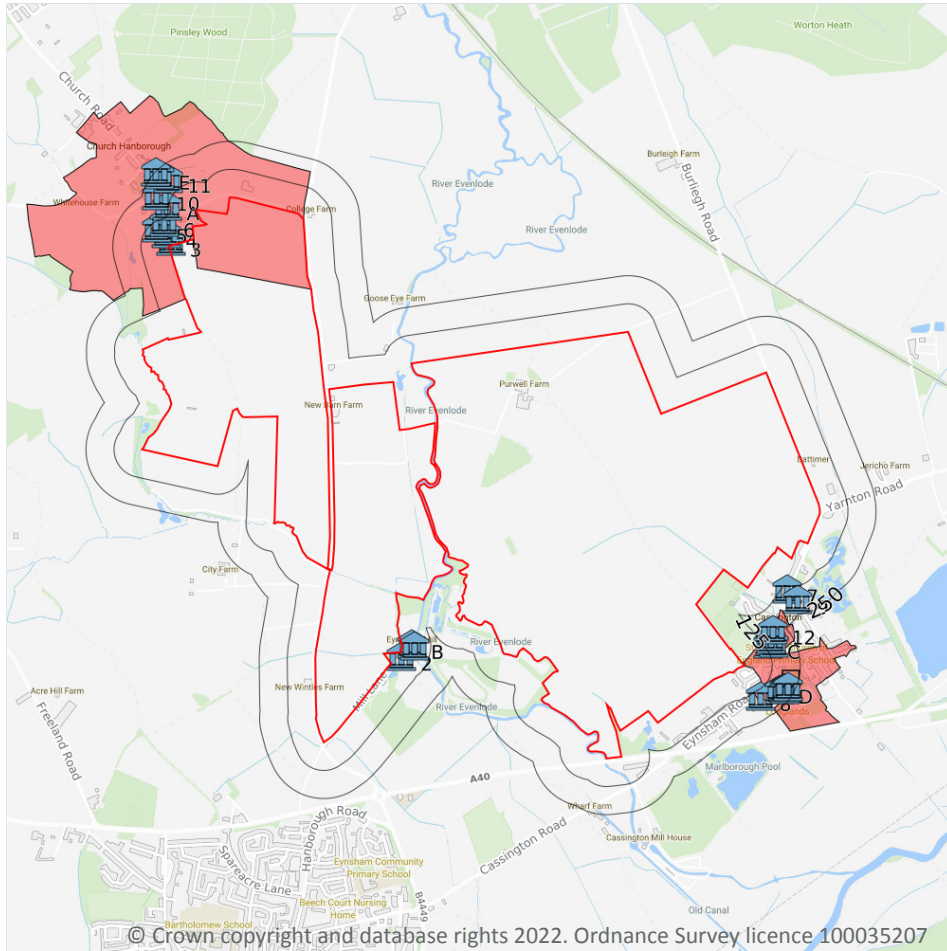 Pinsley Wood
Worton Heath
Church Road
Church Hanborough
Burleigh Farm
River Evenlode
Burliegh Road
11
Whitehouse Farm
10
A
College Farm
6
River Evenlode
3
Goose Eye Farm
Purwell Farm
New Barn Farm
River Evenlode
Battimer
Jericho Farm
Yarnton Road
City Farm
250
125
12
C
River Evenlode
B
2
New Wintles Farm
Mill Lane
D
Acre Hill Farm
Freeland Road
River Evenlode
Eynsham Road
Marlborough Pool
A40
Hanborough Road
Wharf Farm
Cassington Road
Cassington Mill House
Spareacre Lane
Eynsham Community
Primary School
Beech Court Nursing
Home
B4449
Old Canal
Bartholomew School
© Crown copyright and database rights 2022. Ordnance Survey licence 100035207